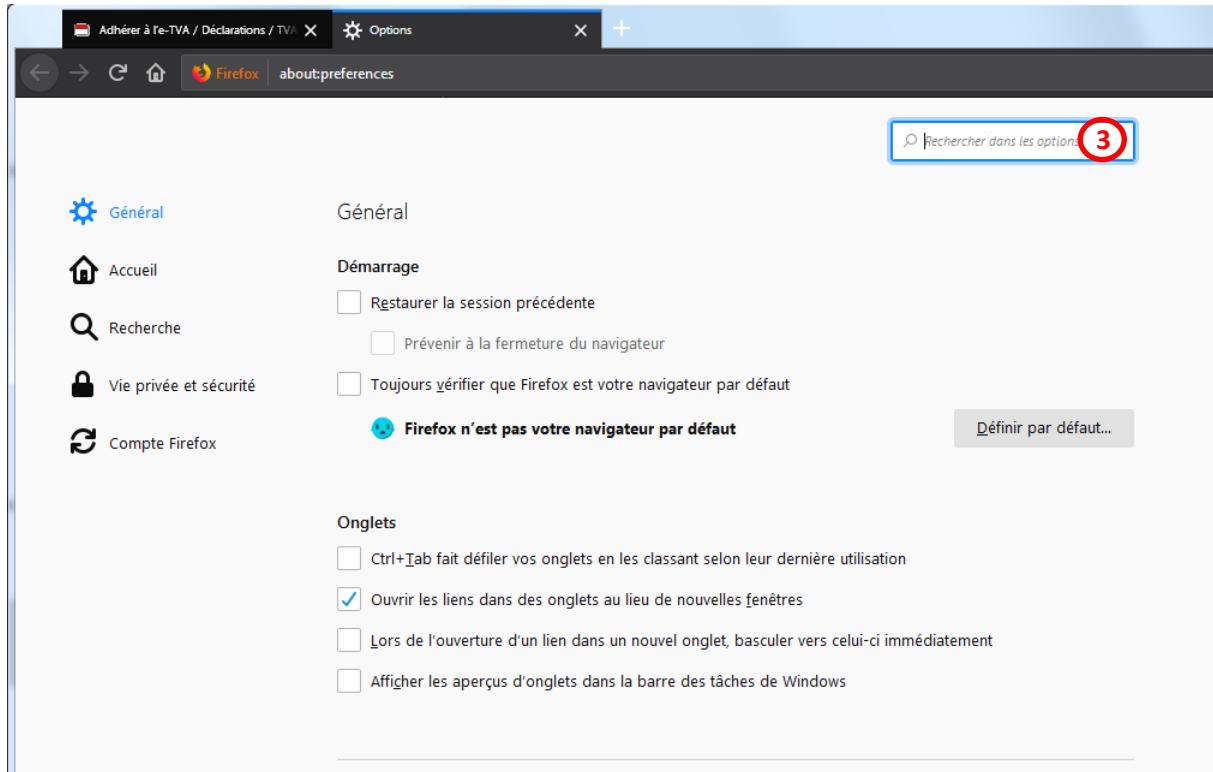 Adhérer à l'e-TVA / Déclarations / TVA
Options
Firefox
about:preferences
Rechercher dans les options
3
Général
Accueil
Recherche
Vie privée et sécurité
Compte Firefox
Général
Démarrage
Restaurer la session précédente
Prévenir à la fermeture du navigateur
Toujours vérifier que Firefox est votre navigateur par défaut
Firefox n’est pas votre navigateur par défaut
Définir par défaut...
Onglets
Ctrl+Tab fait défiler vos onglets en les classant selon leur dernière utilisation
Ouvrir les liens dans des onglets au lieu de nouvelles fenêtres
Lors de l'ouverture d'un lien dans un nouvel onglet, basculer vers celui-ci immédiatement
Afficher les aperçus d'onglets dans la barre des tâches de Windows